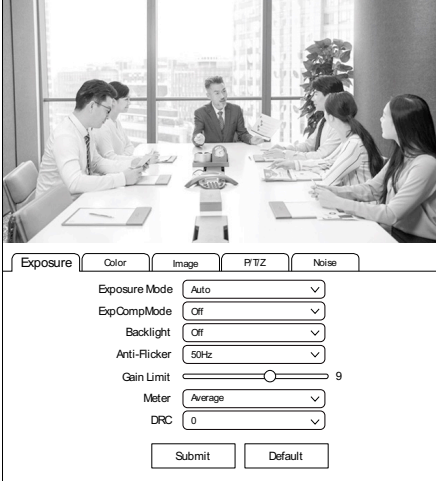 Exposure Color Image P/T/Z Noise
Exposure Mode Auto
ExpCompMode Off
Backlight Off
Anti-Flicker 50Hz
Gain Limit 9
Meter Average
DRC 0
Submit Default